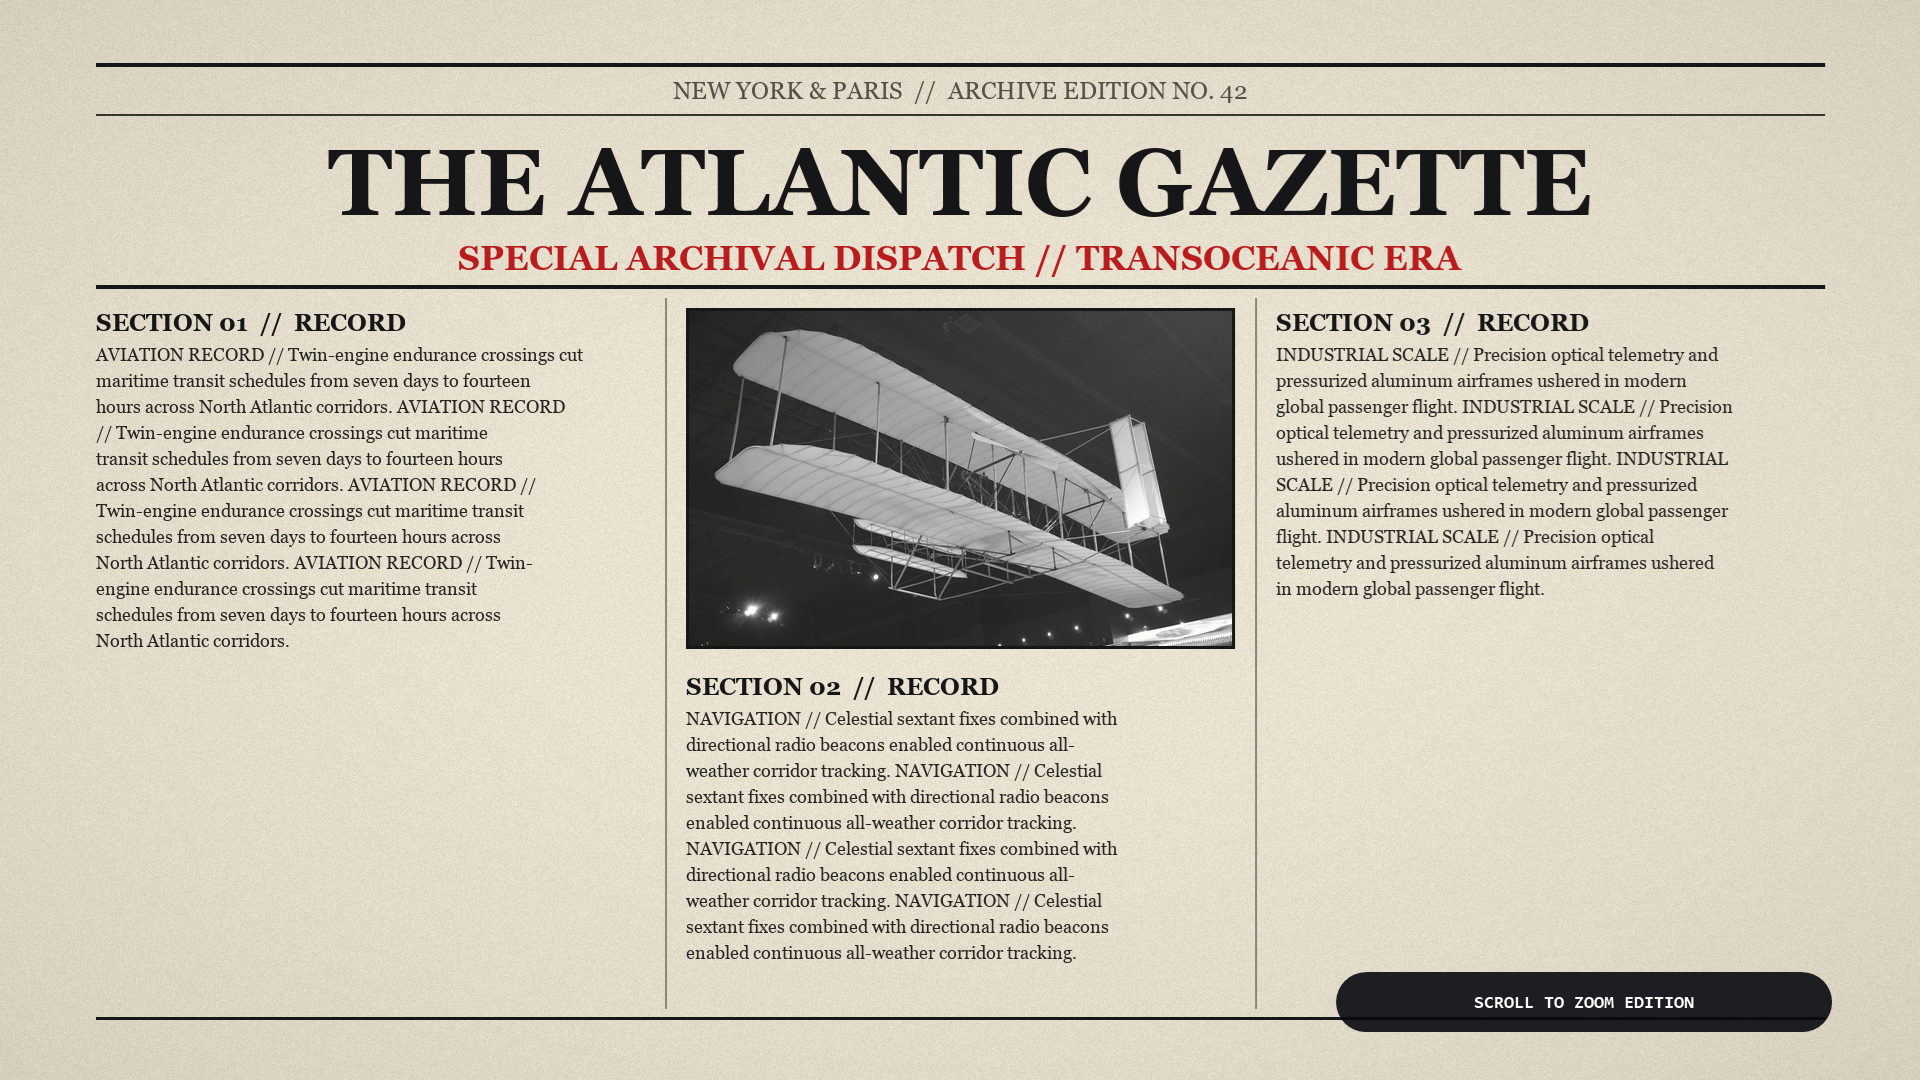 NEW YORK & PARIS // ARCHIVE EDITION NO. 42
THE ATLANTIC GAZETTE
SPECIAL ARCHIVAL DISPATCH // TRANSOCEANIC ERA
SECTION 01 // RECORD
AVIATION RECORD // Twin-engine endurance crossings cut
maritime transit schedules from seven days to fourteen
hours across North Atlantic corridors. AVIATION RECORD
// Twin-engine endurance crossings cut maritime
transit schedules from seven days to fourteen hours
across North Atlantic corridors. AVIATION RECORD //
Twin-engine endurance crossings cut maritime transit
schedules from seven days to fourteen hours across
North Atlantic corridors. AVIATION RECORD // Twin-
engine endurance crossings cut maritime transit
schedules from seven days to fourteen hours across
North Atlantic corridors.
SECTION 02 // RECORD
NAVIGATION // Celestial sextant fixes combined with
directional radio beacons enabled continuous all-
weather corridor tracking. NAVIGATION // Celestial
sextant fixes combined with directional radio beacons
enabled continuous all-weather corridor tracking.
NAVIGATION // Celestial sextant fixes combined with
directional radio beacons enabled continuous all-
weather corridor tracking. NAVIGATION // Celestial
sextant fixes combined with directional radio beacons
enabled continuous all-weather corridor tracking.
SECTION 03 // RECORD
INDUSTRIAL SCALE // Precision optical telemetry and
pressurized aluminum airframes ushered in modern
global passenger flight. INDUSTRIAL SCALE // Precision
optical telemetry and pressurized aluminum airframes
ushered in modern global passenger flight. INDUSTRIAL
SCALE // Precision optical telemetry and pressurized
aluminum airframes ushered in modern global passenger
flight. INDUSTRIAL SCALE // Precision optical
telemetry and pressurized aluminum airframes ushered
in modern global passenger flight.
SCROLL TO ZOOM EDITION